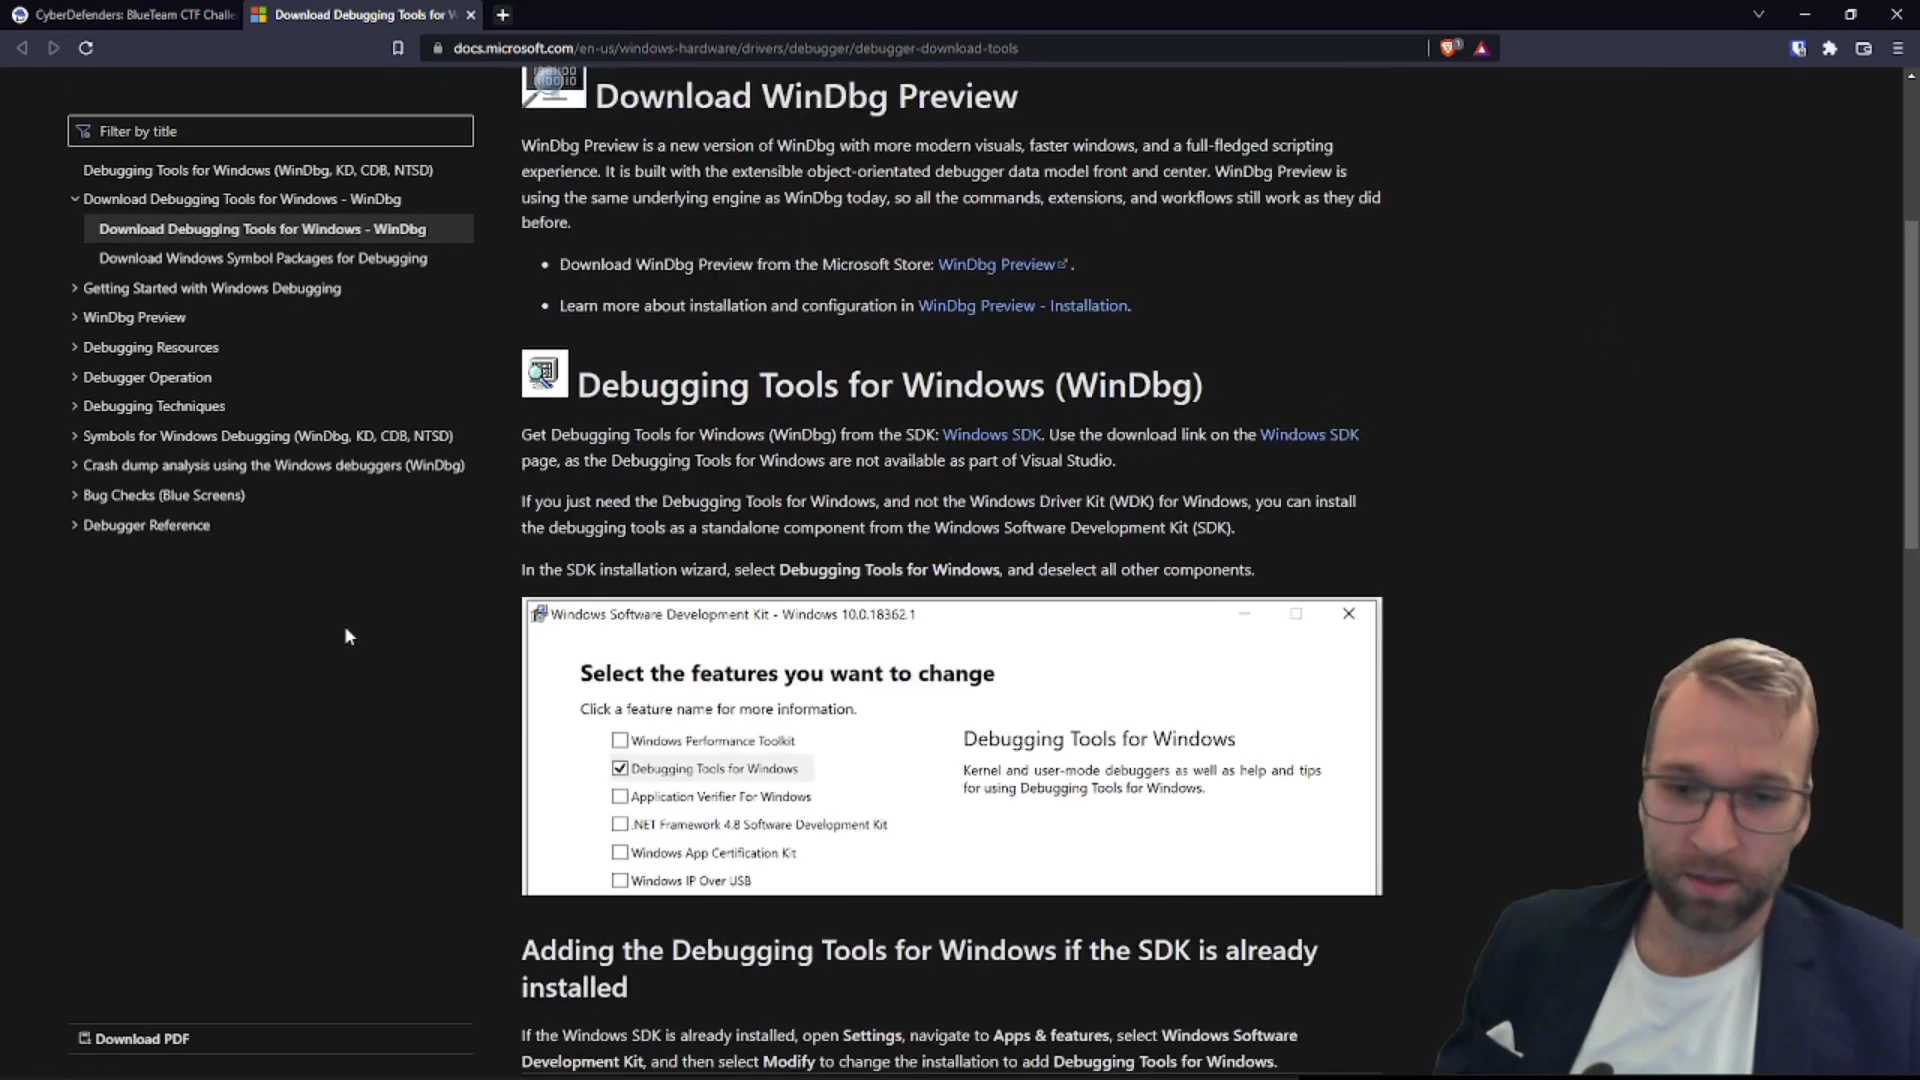 CyberDefenders: BlueTeam CTF Challe
Download Debugging Tools for W
docs.microsoft.com/en-us/windows-hardware/drivers/debugger/debugger-download-tools
1
Filter by title
Debugging Tools for Windows (WinDbg, KD, CDB, NTSD)
Download Debugging Tools for Windows - WinDbg
Download Debugging Tools for Windows - WinDbg
Download Windows Symbol Packages for Debugging
Getting Started with Windows Debugging
WinDbg Preview
Debugging Resources
Debugger Operation
Debugging Techniques
Symbols for Windows Debugging (WinDbg, KD, CDB, NTSD)
Crash dump analysis using the Windows debuggers (WinDbg)
Bug Checks (Blue Screens)
Debugger Reference
Download PDF
Download WinDbg Preview
WinDbg Preview is a new version of WinDbg with more modern visuals, faster windows, and a full-fledged scripting
experience. It is built with the extensible object-oriented debugger data model front and center. WinDbg Preview is
using the same underlying engine as WinDbg today, so all the commands, extensions, and workflows still work as they did
before.
Download WinDbg Preview from the Microsoft Store: WinDbg Preview .
Learn more about installation and configuration in WinDbg Preview - Installation.
Debugging Tools for Windows (WinDbg)
Get Debugging Tools for Windows (WinDbg) from the SDK: Windows SDK. Use the download link on the Windows SDK
page, as the Debugging Tools for Windows are not available as part of Visual Studio.
If you just need the Debugging Tools for Windows, and not the Windows Driver Kit (WDK) for Windows, you can install
the debugging tools as a standalone component from the Windows Software Development Kit (SDK).
In the SDK installation wizard, select Debugging Tools for Windows, and deselect all other components.
Windows Software Development Kit - Windows 10.0.18362.1
Select the features you want to change
Click a feature name for more information.
Windows Performance Toolkit
Debugging Tools for Windows
Application Verifier For Windows
.NET Framework 4.8 Software Development Kit
Windows App Certification Kit
Windows IP Over USB
Debugging Tools for Windows
Kernel and user-mode debuggers as well as help and tips
for using Debugging Tools for Windows.
Adding the Debugging Tools for Windows if the SDK is already
installed
If the Windows SDK is already installed, open Settings, navigate to Apps & features, select Windows Software
Development Kit, and then select Modify to change the installation to add Debugging Tools for Windows.